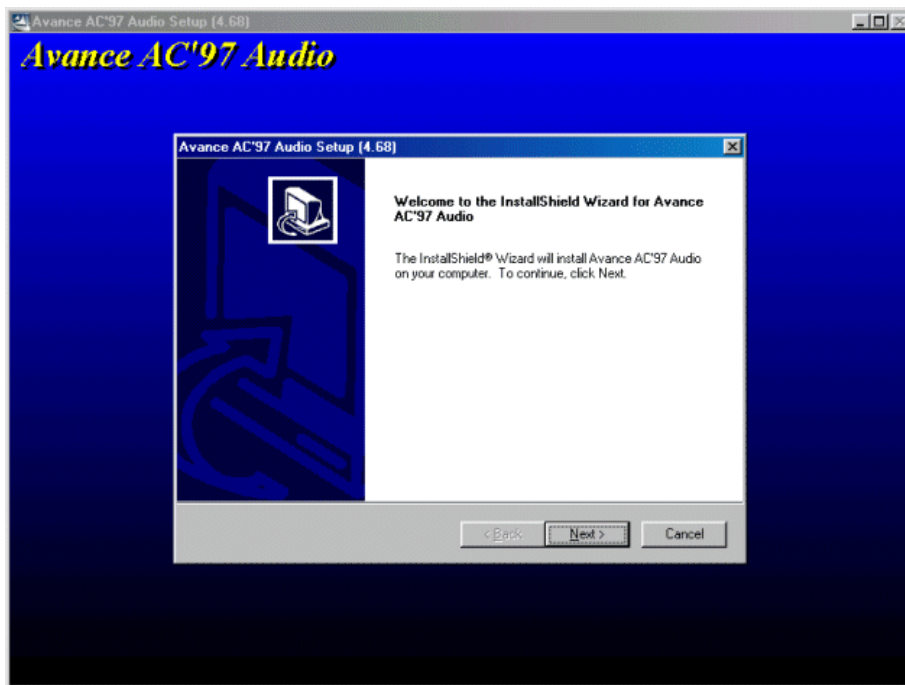 Avance AC'97 Audio Setup (4.68)
Avance AC'97 Audio
Avance AC'97 Audio Setup (4.68)
Welcome to the InstallShield Wizard for Avance
AC'97 Audio
The InstallShield® Wizard will install Avance AC'97 Audio
on your computer. To continue, click Next.
< Back Next > Cancel